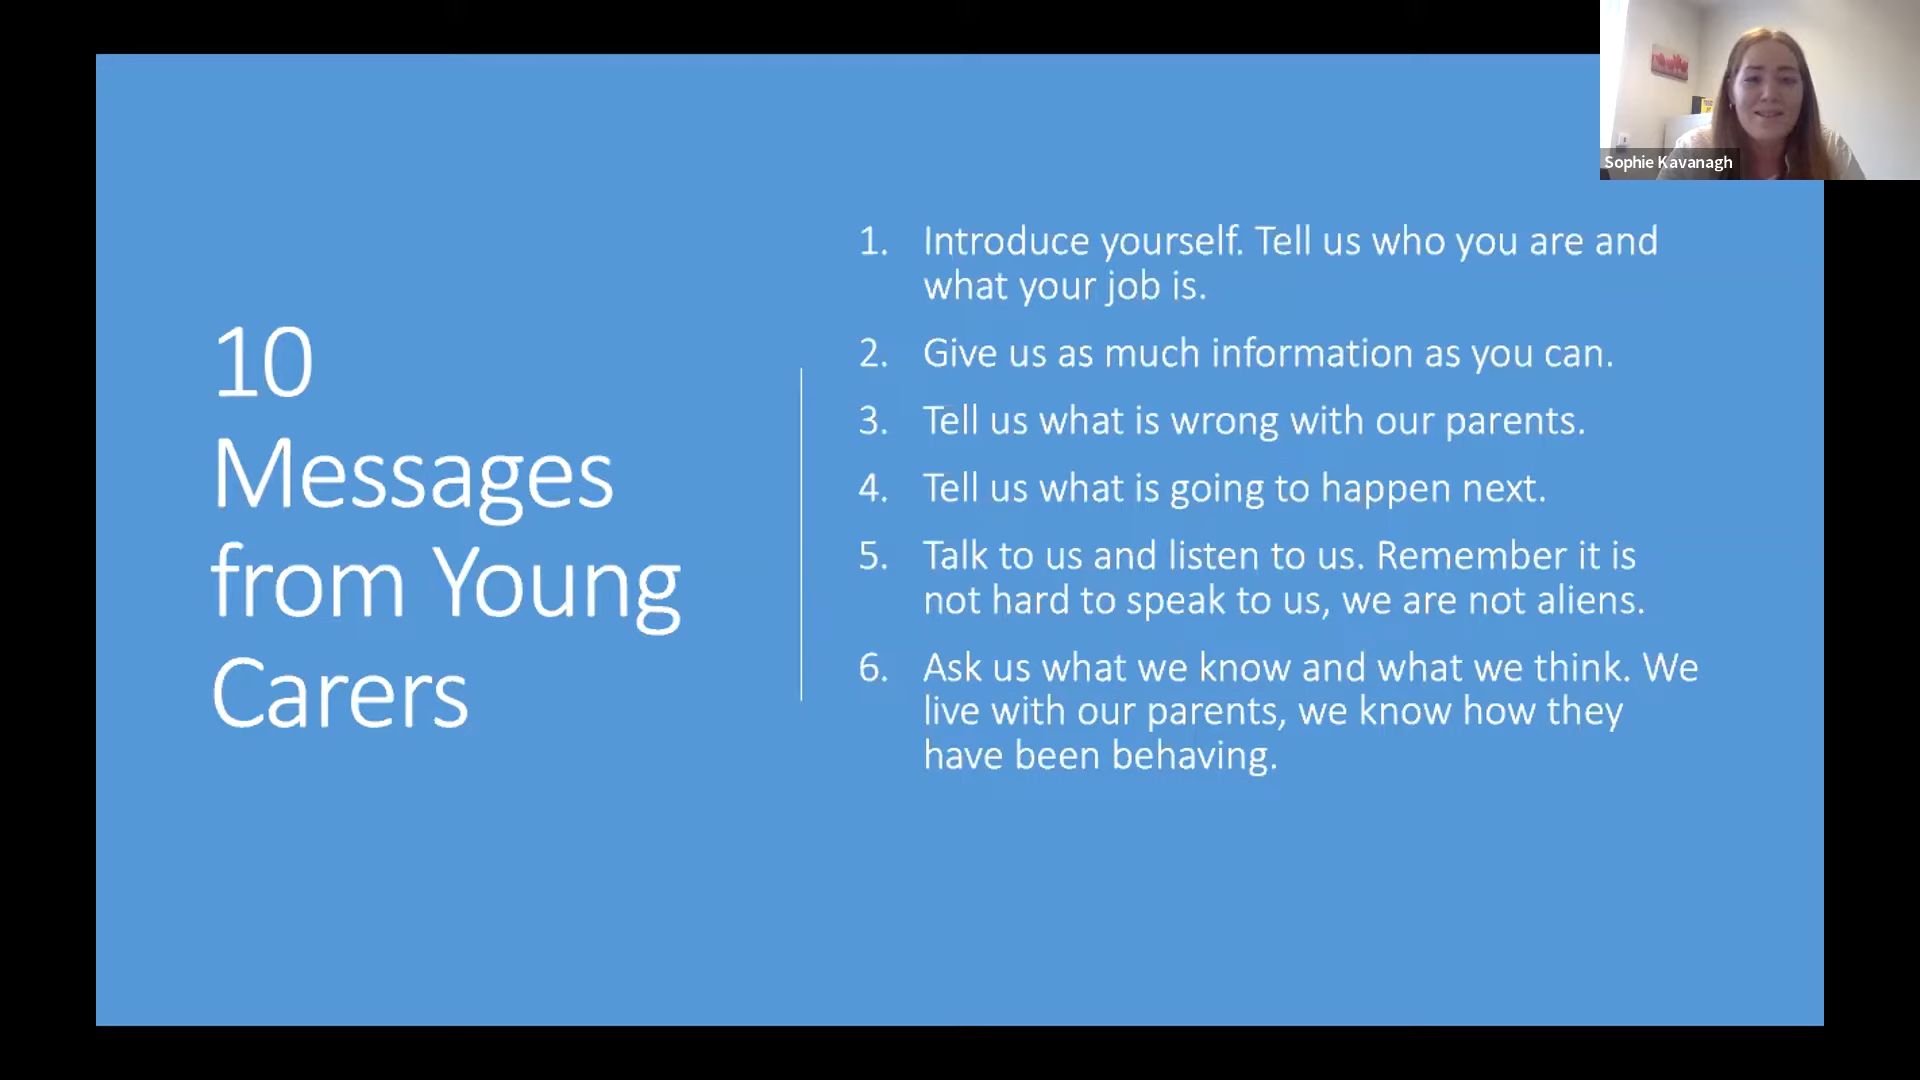 Sophie Kavanagh
10
Messages
from Young
Carers
1. Introduce yourself. Tell us who you are and
what your job is.
2. Give us as much information as you can.
3. Tell us what is wrong with our parents.
4. Tell us what is going to happen next.
5. Talk to us and listen to us. Remember it is
not hard to speak to us, we are not aliens.
6. Ask us what we know and what we think. We
live with our parents, we know how they
have been behaving.